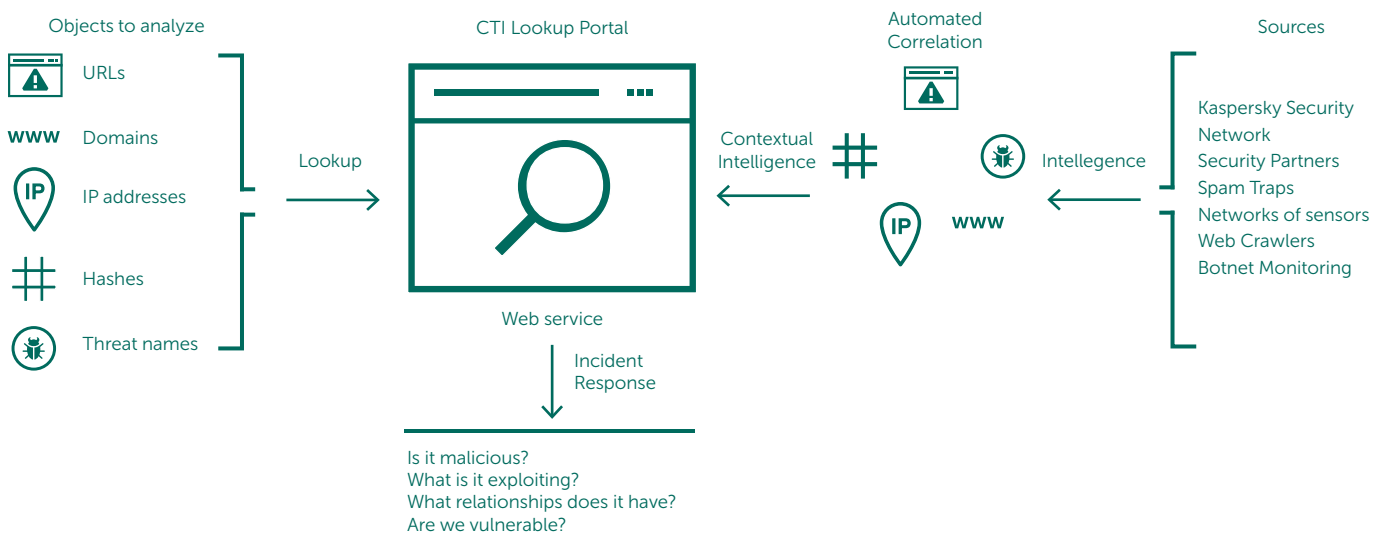 Objects to analyze
URLs
www
Domains
IP
IP addresses
Hashes
Threat names
Lookup
CTI Lookup Portal
Web service
Incident
Response
Is it malicious?
What is it exploiting?
What relationships does it have?
Are we vulnerable?
Contextual
Intelligence
Automated
Correlation
IP
www
Intellegence
Sources
Kaspersky Security
Network
Security Partners
Spam Traps
Networks of sensors
Web Crawlers
Botnet Monitoring